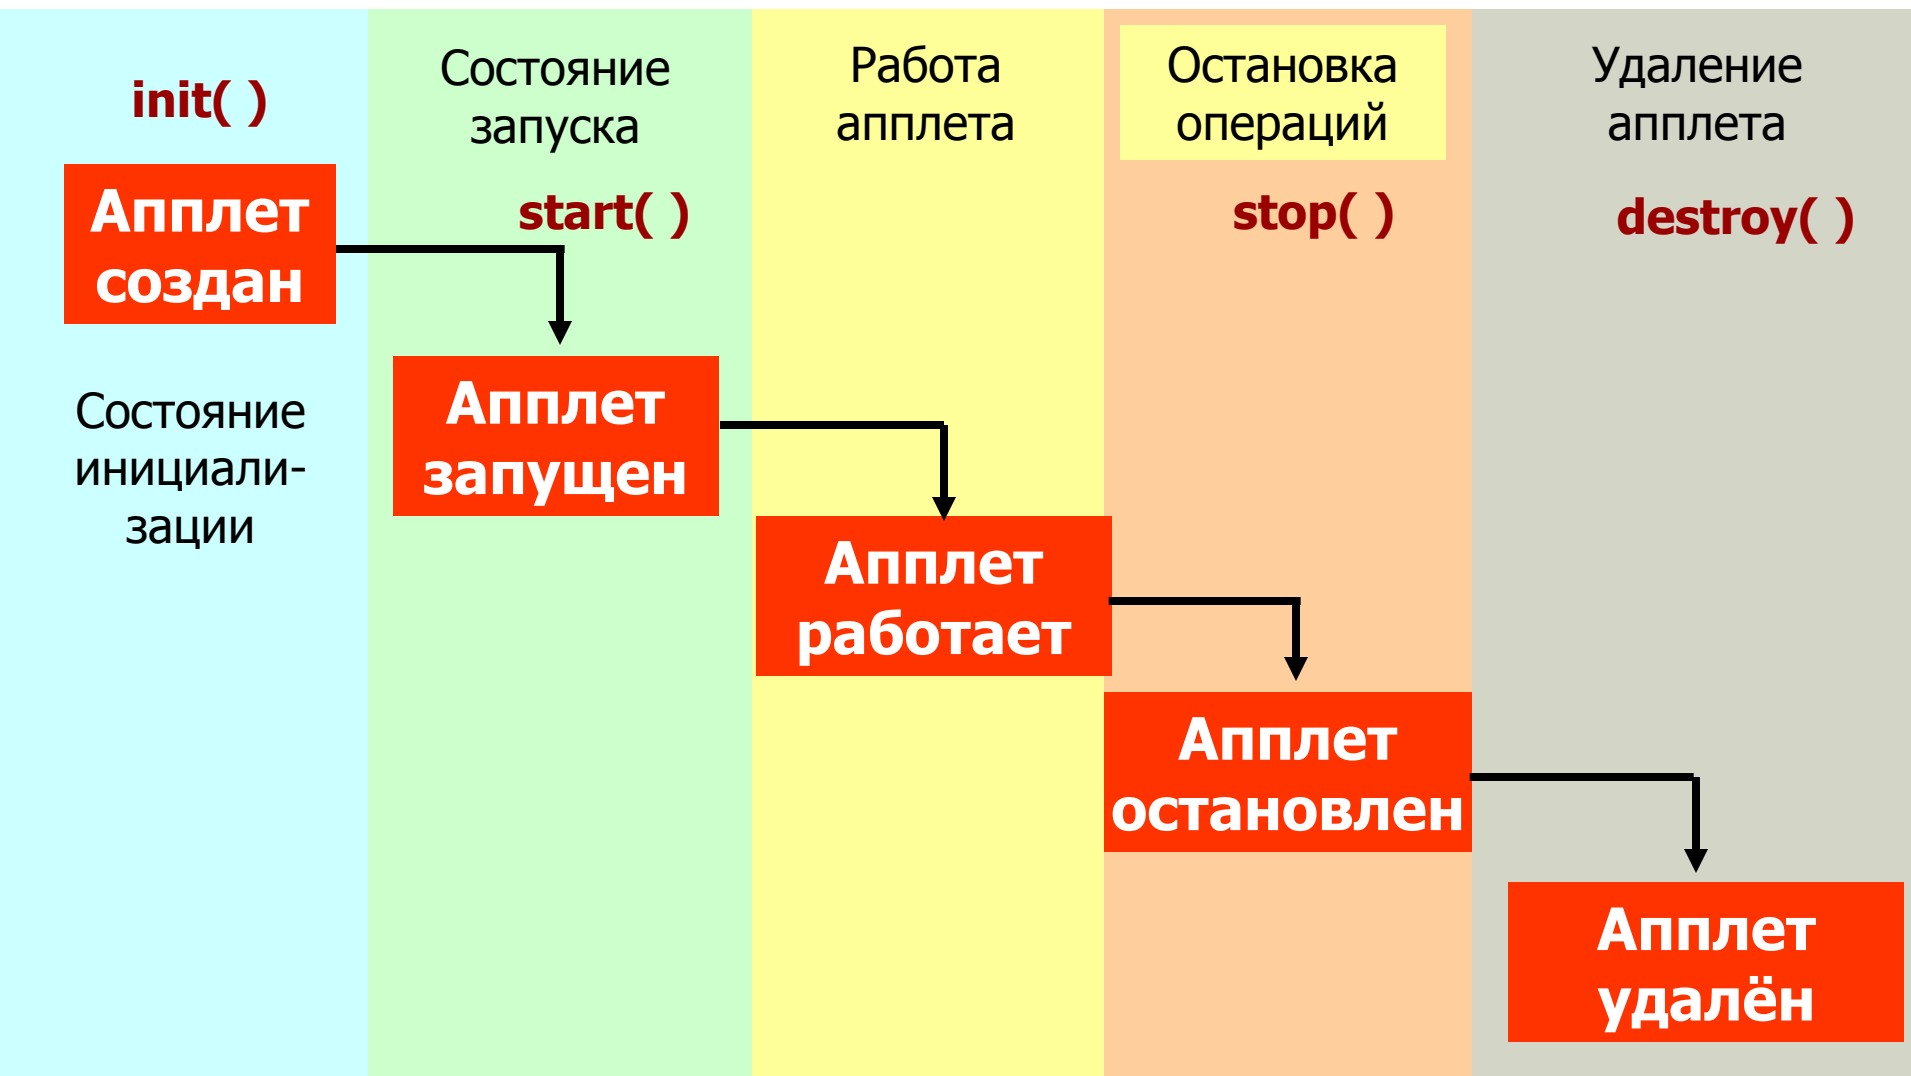 init( )
Апплет
создан
Состояние
инициали-
зации
Состояние
запуска
start( )
Апплет
запущен
Работа
апплета
Апплет
работает
Остановка
операций
stop( )
Апплет
остановлен
Удаление
апплета
destroy( )
Апплет
удалён